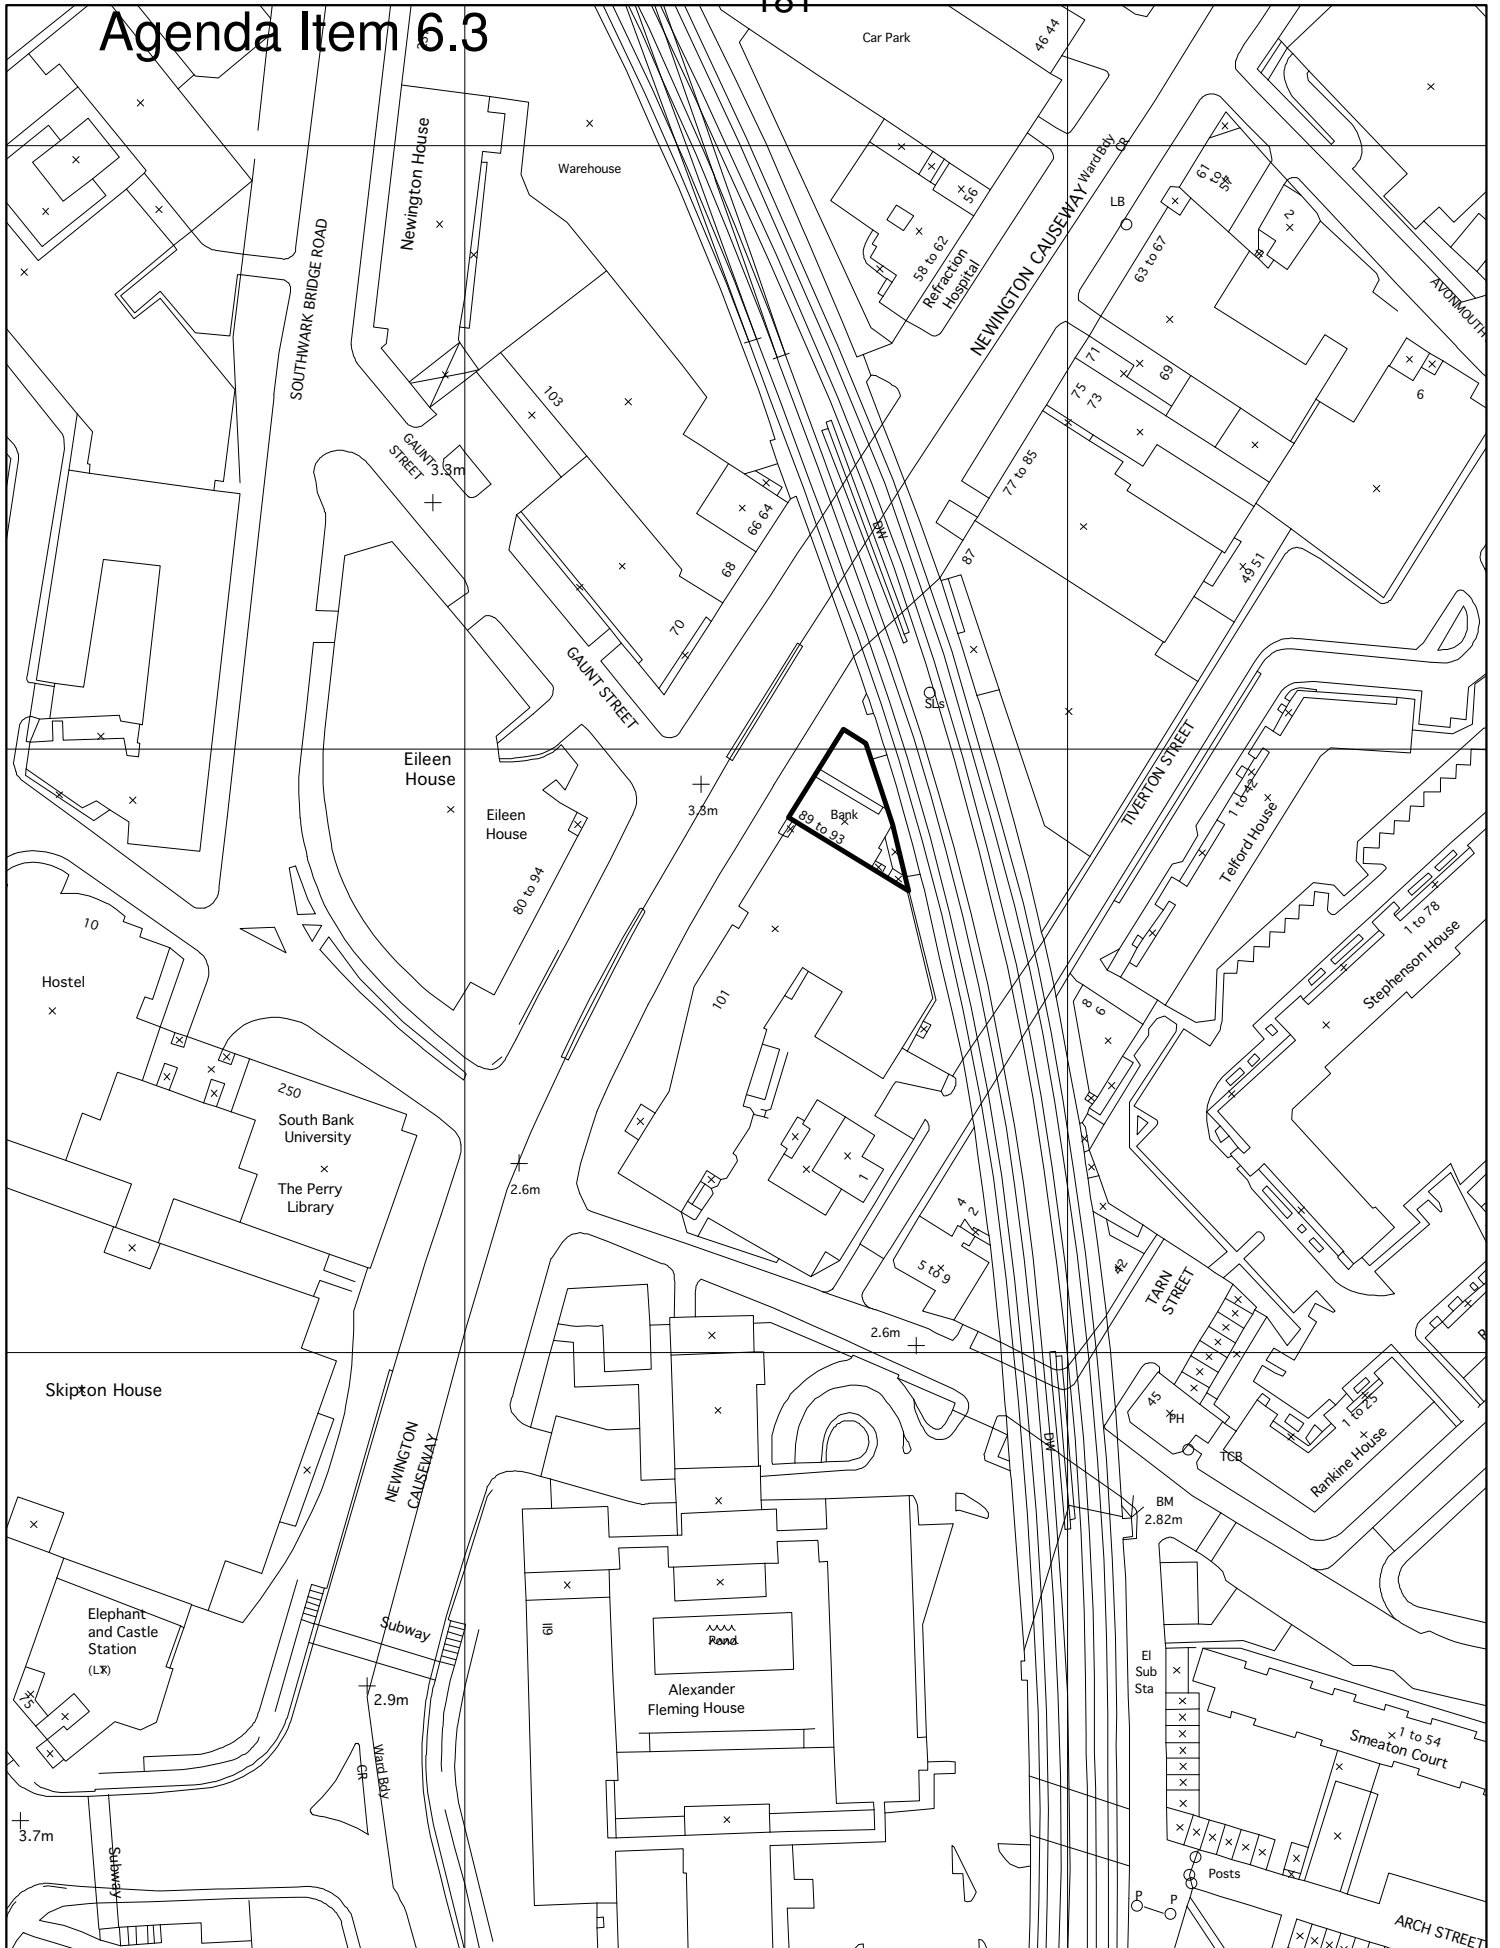 Agenda Item 6.3
Car Park
46 44
Newington House
Warehouse
56
58 to 62
Refraction
Hospital
NEWINGTON CAUSEWAY
Ward Bdy
CR
LB
61
63 to 67
2
AVONMOUTH
SOUTHWARK BRIDGE ROAD
103
71
69
75
73
6
GAUNT
STREET
3.3m
66 64
68
70
DW
77 to 85
87
49 51
GAUNT STREET
SLs
Eileen
House
Eileen
House
3.3m
Bank
89 to 93
TIVERTON STREET
1 to 42
Telford House
80 to 94
10
Hostel
101
8
6
1 to 78
Stephenson House
250
South Bank
University
The Perry
Library
2.6m
1
4
2
5 to 9
42
TARN
STREET
2.6m
Skipton House
NEWINGTON
CAUSEWAY
45
PH
TCB
1 to 25
Rankine House
DW
BM
2.82m
Elephant
and Castle
Station
75
Subway
2.9m
119
Pond
Alexander
Fleming House
El
Sub
Sta
1 to 54
Smeaton Court
Ward Bdy
CR
3.7m
Subway
Posts
P
P
ARCH STREET